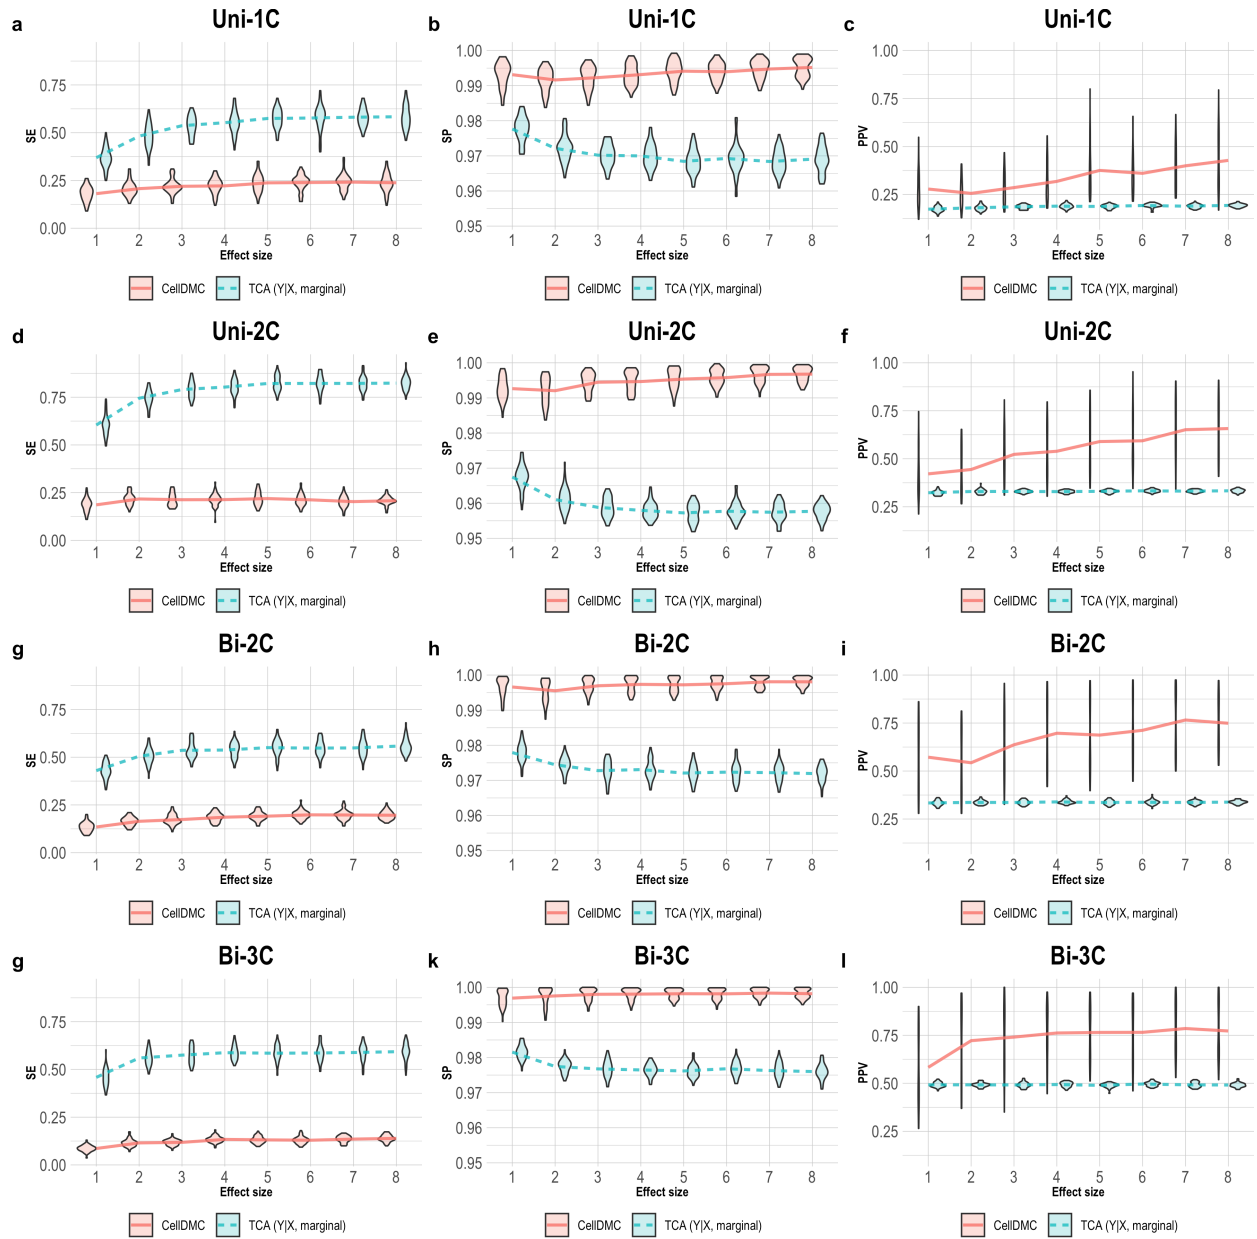 a
Uni-1C
SE
0.75
0.50
0.25
0.00
1 2 3 4 5 6 7 8
Effect size
CellDMC TCA (Y|X, marginal)
b
Uni-1C
SP
1.00
0.99
0.98
0.97
0.96
0.95
1 2 3 4 5 6 7 8
Effect size
CellDMC TCA (Y|X, marginal)
c
Uni-1C
PPV
1.00
0.75
0.50
0.25
1 2 3 4 5 6 7 8
Effect size
CellDMC TCA (Y|X, marginal)
d
Uni-2C
SE
0.75
0.50
0.25
0.00
1 2 3 4 5 6 7 8
Effect size
CellDMC TCA (Y|X, marginal)
e
Uni-2C
SP
1.00
0.99
0.98
0.97
0.96
0.95
1 2 3 4 5 6 7 8
Effect size
CellDMC TCA (Y|X, marginal)
f
Uni-2C
PPV
1.00
0.75
0.50
0.25
1 2 3 4 5 6 7 8
Effect size
CellDMC TCA (Y|X, marginal)
g
Bi-2C
SE
0.75
0.50
0.25
0.00
1 2 3 4 5 6 7 8
Effect size
CellDMC TCA (Y|X, marginal)
h
Bi-2C
SP
1.00
0.99
0.98
0.97
0.96
0.95
1 2 3 4 5 6 7 8
Effect size
CellDMC TCA (Y|X, marginal)
i
Bi-2C
PPV
1.00
0.75
0.50
0.25
1 2 3 4 5 6 7 8
Effect size
CellDMC TCA (Y|X, marginal)
g
Bi-3C
SE
0.75
0.50
0.25
0.00
1 2 3 4 5 6 7 8
Effect size
CellDMC TCA (Y|X, marginal)
k
Bi-3C
SP
1.00
0.99
0.98
0.97
0.96
0.95
1 2 3 4 5 6 7 8
Effect size
CellDMC TCA (Y|X, marginal)
l
Bi-3C
PPV
1.00
0.75
0.50
0.25
1 2 3 4 5 6 7 8
Effect size
CellDMC TCA (Y|X, marginal)